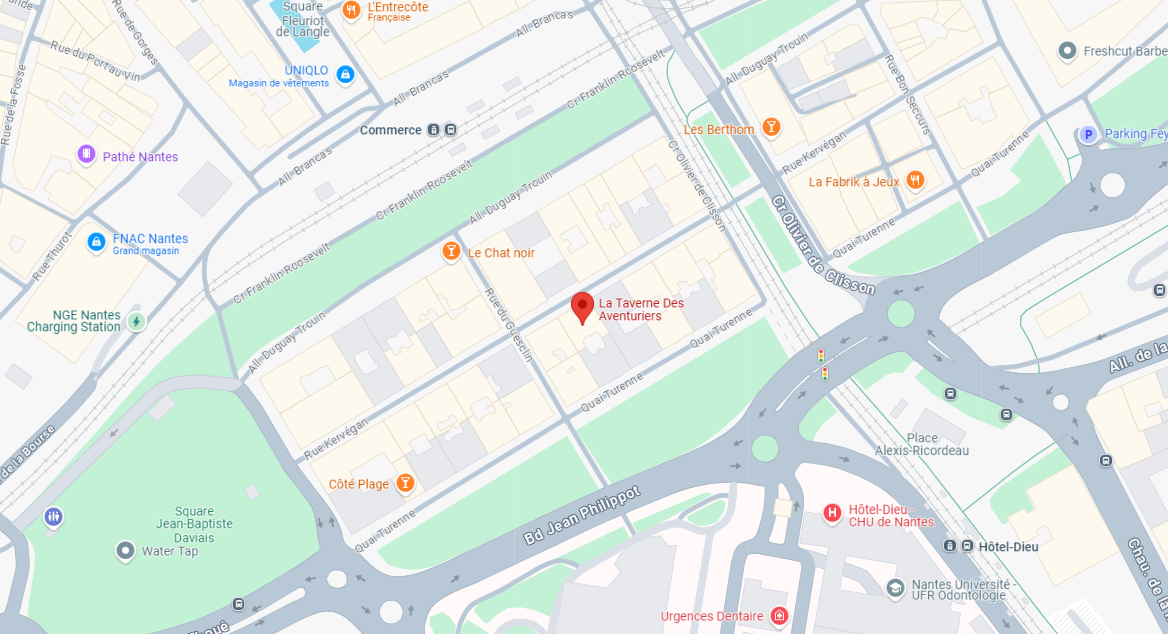 Square
Fleuriot
de Langle
L'Entrecôte
Française
All. Brancas
Rue de Gorges
Rue du Port au Vin
Rue de la Fosse
UNIQLO
Magasin de vêtements
All. Brancas
Cr Franklin Roosevelt
All. Duguay Trouin
Freshcut Barbe
Rue Bon Secours
Commerce
Les Berthom
Parking Fey
Pathé Nantes
All. Brancas
Rue Kervégan
Quai Turenne
Cr Franklin Roosevelt
All. Duguay Trouin
Cr Olivier de Clisson
La Fabrik à Jeux
FNAC Nantes
Grand magasin
Rue Thurot
Le Chat noir
Cr Olivier de Clisson
Quai Turenne
Cr Franklin Roosevelt
La Taverne Des
Aventuriers
NGE Nantes
Charging Station
All. Duguay Trouin
Rue du Guesclin
Quai Turenne
All. de la
Quai Turenne
Rue Kervégan
de la Bourse
Place
Alexis-Ricordeau
Côté Plage
Square
Jean-Baptiste
Daviais
Water Tap
Quai Turenne
Bd Jean Philippot
Hôtel-Dieu -
CHU de Nantes
Hôtel-Dieu
Chau. de la
Nantes Université -
UFR Odontologie
Urgences Dentaire